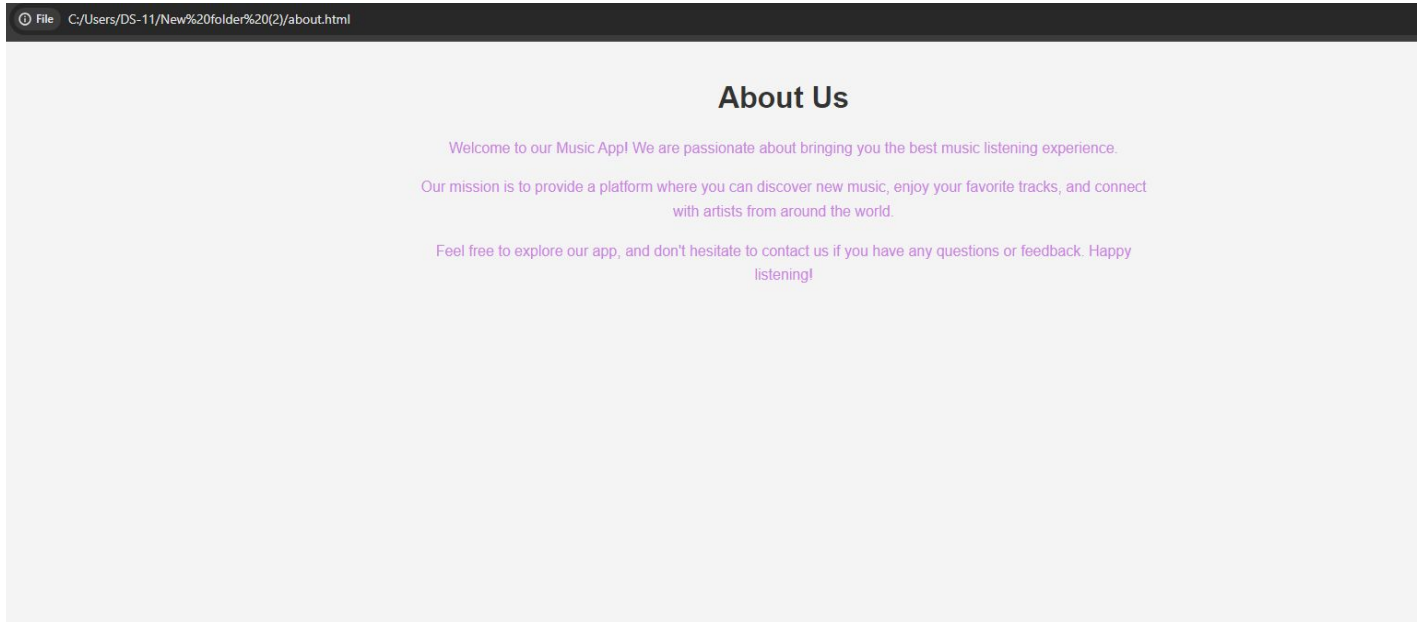 File C:/Users/DS-11/New%20folder%20(2)/about.html
About Us
Welcome to our Music App! We are passionate about bringing you the best music listening experience.
Our mission is to provide a platform where you can discover new music, enjoy your favorite tracks, and connect
with artists from around the world.
Feel free to explore our app, and don't hesitate to contact us if you have any questions or feedback. Happy
listening!